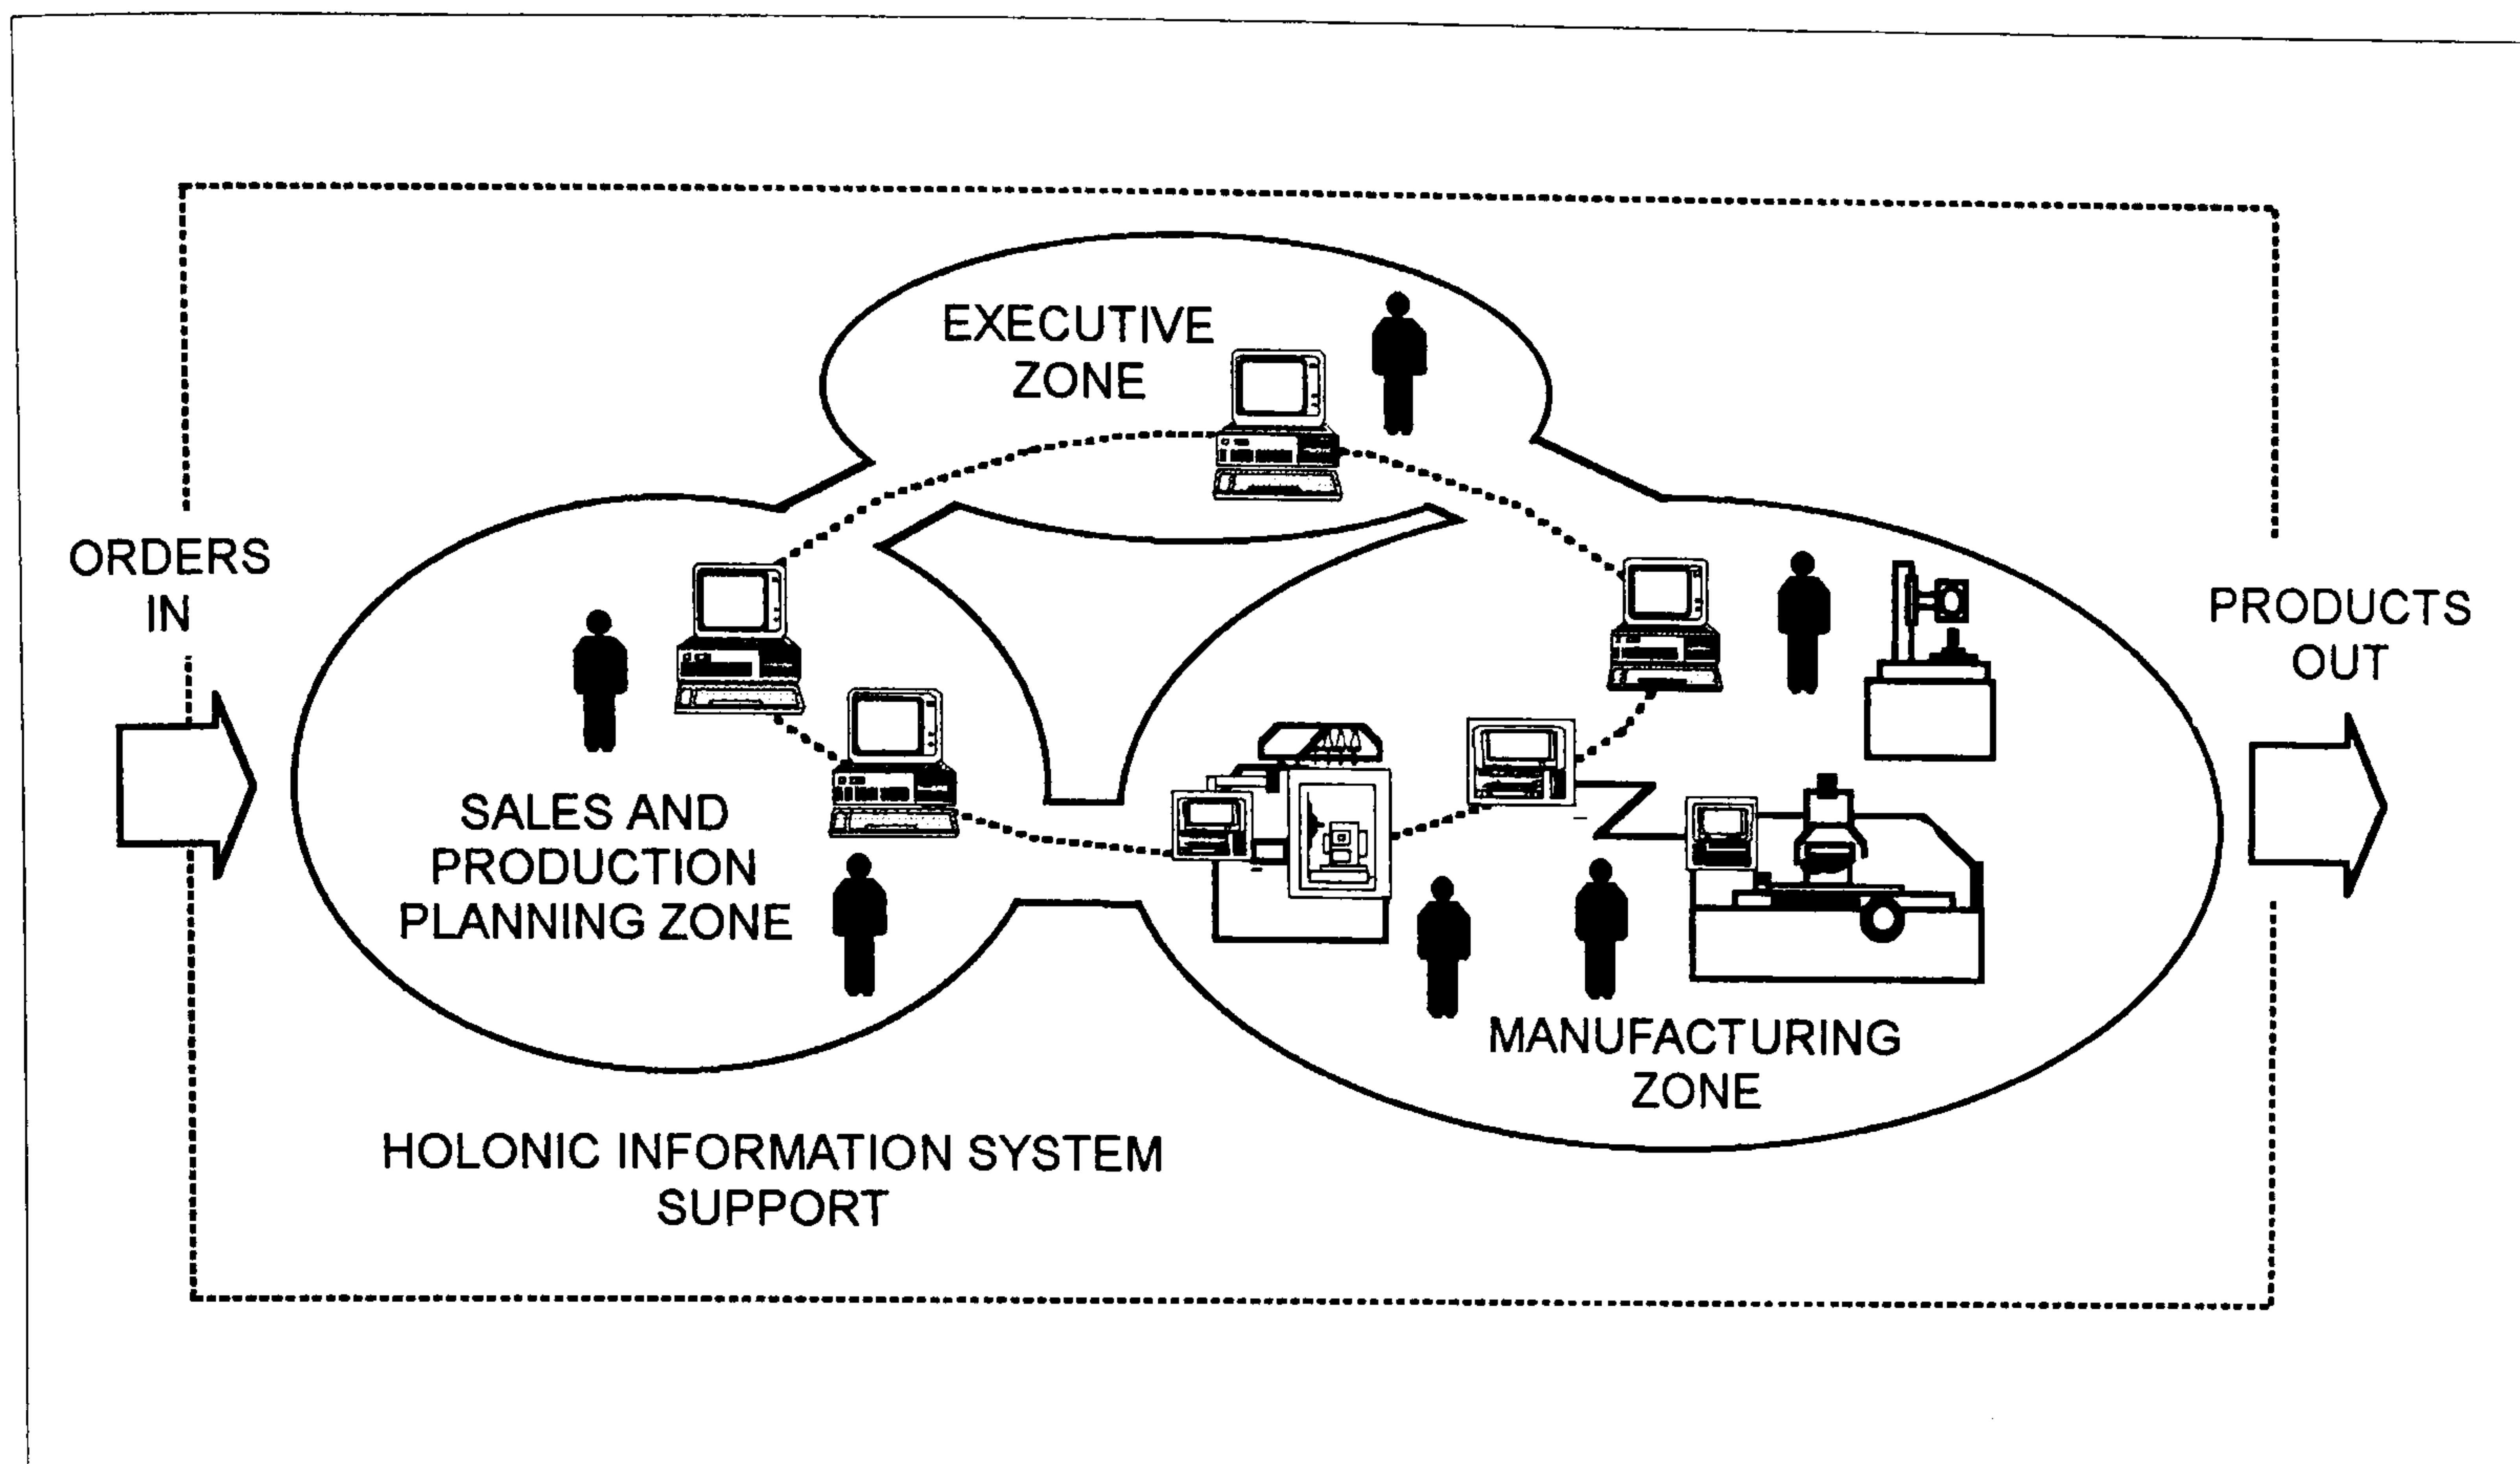 EXECUTIVE
ZONE
ORDERS
IN
PRODUCTS
OUT
SALES AND
PRODUCTION
PLANNING ZONE
MANUFACTURING
ZONE
HOLONIC INFORMATION SYSTEM
SUPPORT